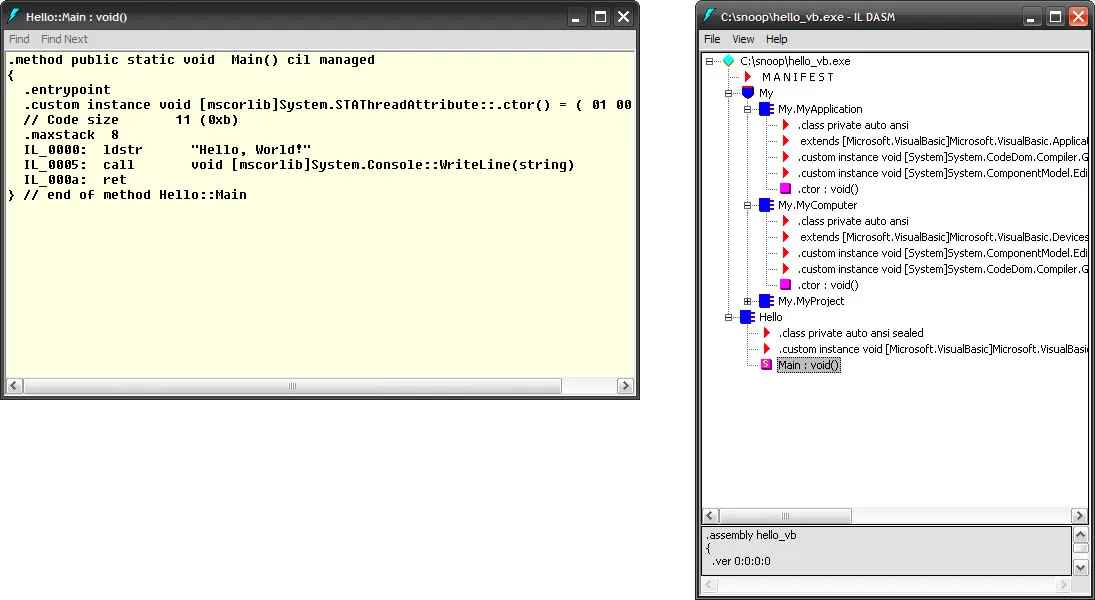 Hello::Main : void()
Find Find Next
.method public static void  Main() cil managed
{
  .entrypoint
  .custom instance void [mscorlib]System.STAThreadAttribute::.ctor() = ( 01 00
  // Code size       11 (0xb)
  .maxstack  8
  IL_0000:  ldstr      "Hello, World!"
  IL_0005:  call       void [mscorlib]System.Console::WriteLine(string)
  IL_000a:  ret
} // end of method Hello::Main
C:\snoop\hello_vb.exe - IL DASM
File View Help
C:\snoop\hello_vb.exe
M A N I F E S T
My
My.MyApplication
.class private auto ansi
extends [Microsoft.VisualBasic]Microsoft.VisualBasic.Applica
.custom instance void [System]System.CodeDom.Compiler.G
.custom instance void [System]System.ComponentModel.Edi
.ctor : void()
My.MyComputer
.class private auto ansi
extends [Microsoft.VisualBasic]Microsoft.VisualBasic.Devices
.custom instance void [System]System.ComponentModel.Edi
.custom instance void [System]System.CodeDom.Compiler.G
.ctor : void()
My.MyProject
Hello
.class private auto ansi sealed
.custom instance void [Microsoft.VisualBasic]Microsoft.VisualBasi
S Main : void()
.assembly hello_vb
{
  .ver 0:0:0:0